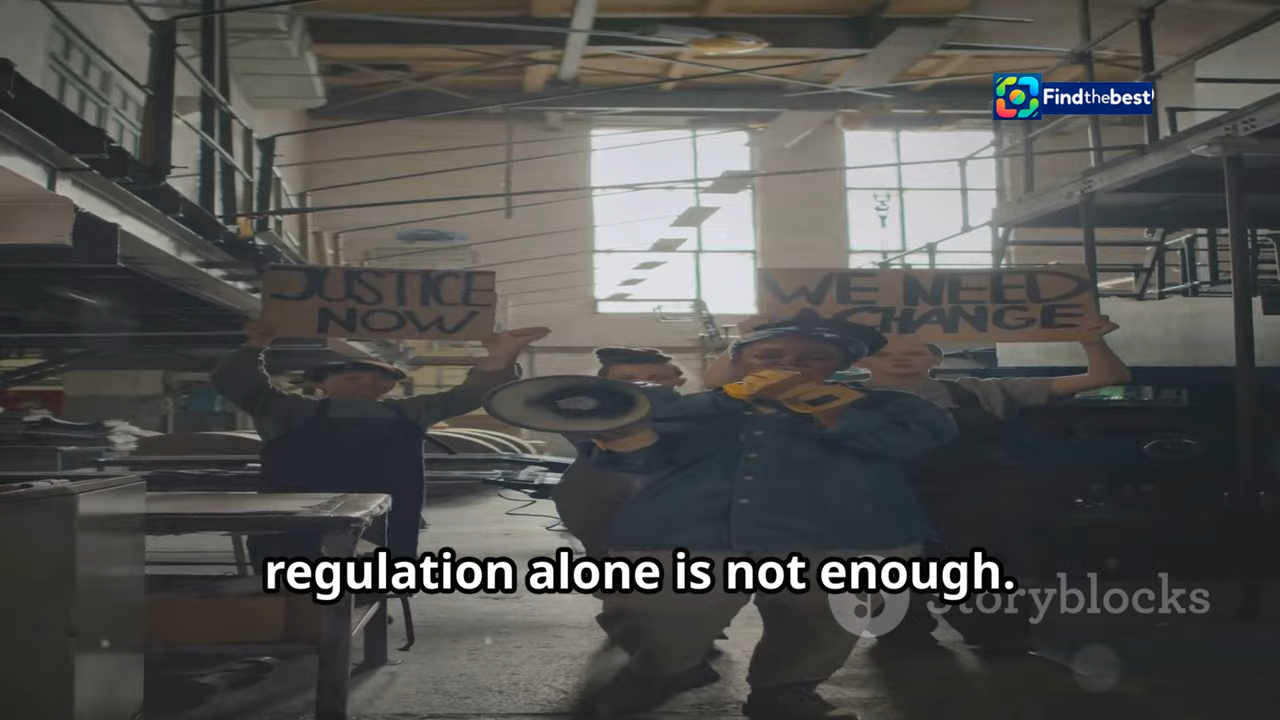 Findthebest
JUSTICE
NOW
WE NEED
A CHANGE
regulation alone is not enough.
Storyblocks